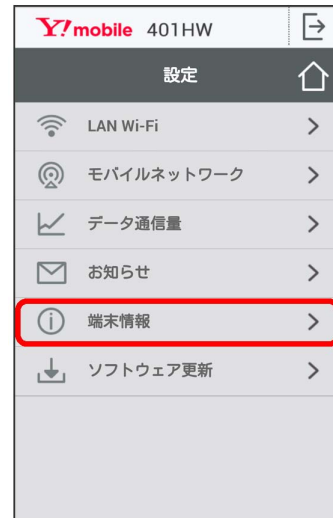 Y!mobile 401HW
設定
LAN Wi-Fi
モバイルネットワーク
データ通信量
お知らせ
端末情報
ソフトウェア更新